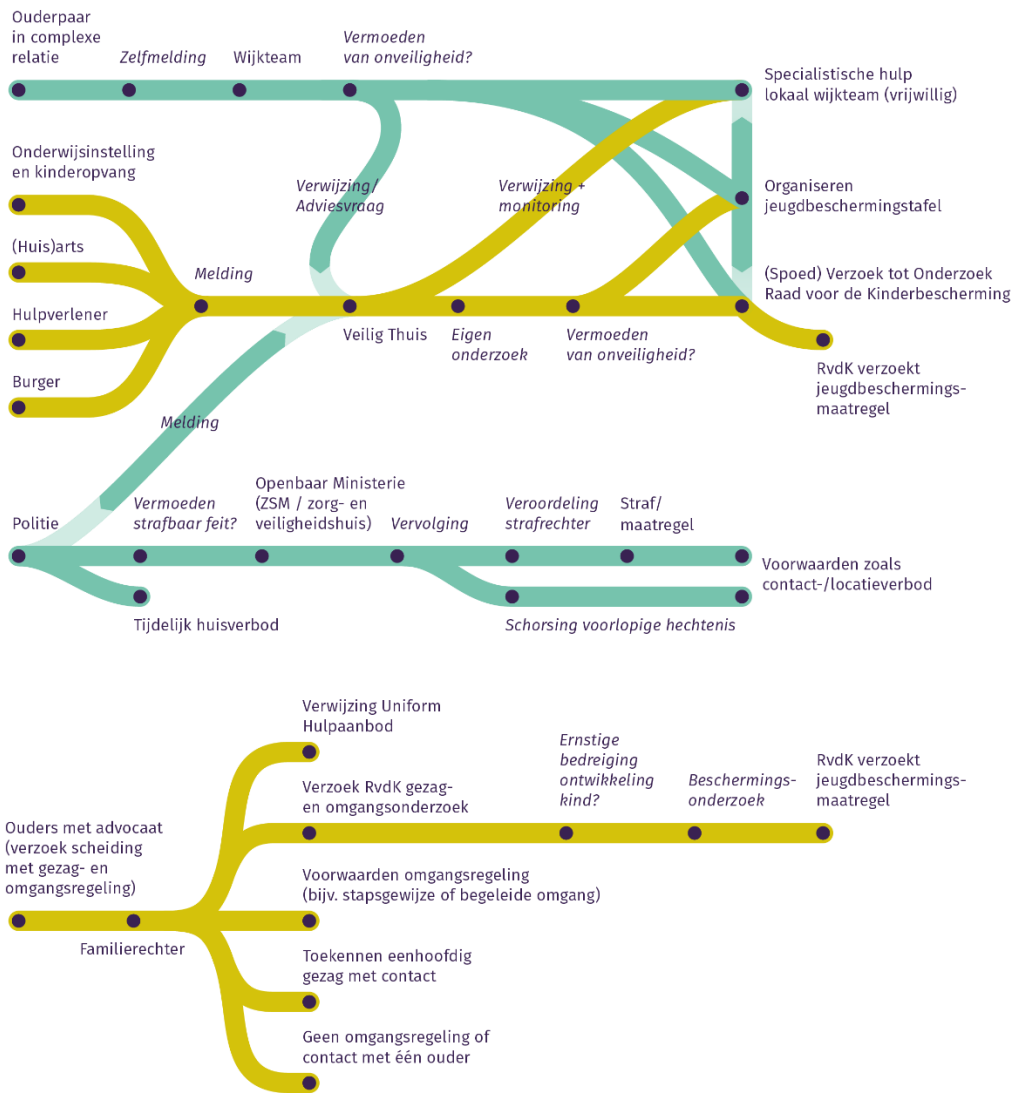 Ouderpaar
in complexe
relatie
Zelfmelding
Wijkteam
Vermoeden
van onveiligheid?
Specialistische hulp
lokaal wijkteam (vrijwillig)
Onderwijsinstelling
en kinderopvang
Verwijzing/
Adviesvraag
Verwijzing +
monitoring
Organiseren
jeugdbeschermingstafel
(Huis)arts
Melding
(Spoed) Verzoek tot Onderzoek
Raad voor de Kinderbescherming
Hulpverlener
Veilig Thuis
Eigen
onderzoek
Vermoeden
van onveiligheid?
Burger
RvdK verzoekt
jeugdbeschermings-
maatregel
Melding
Politie
Vermoeden
strafbaar feit?
Openbaar Ministerie
(ZSM / zorg- en
veiligheidshuis)
Vervolging
Veroordeling
strafrechter
Straf/
maatregel
Voorwaarden zoals
contact-/locatieverbod
Tijdelijk huisverbod
Schorsing voorlopige hechtenis
Verwijzing Uniform
Hulpaanbod
Verzoek RvdK gezag-
en omgangsonderzoek
Ernstige
bedreiging
ontwikkeling
kind?
Beschermings-
onderzoek
RvdK verzoekt
jeugdbeschermings-
maatregel
Ouders met advocaat
(verzoek scheiding
met gezag- en
omgangsregeling)
Familierechter
Voorwaarden omgangsregeling
(bijv. stapsgewijze of begeleide omgang)
Toekennen eenhoofdig
gezag met contact
Geen omgangsregeling of
contact met één ouder